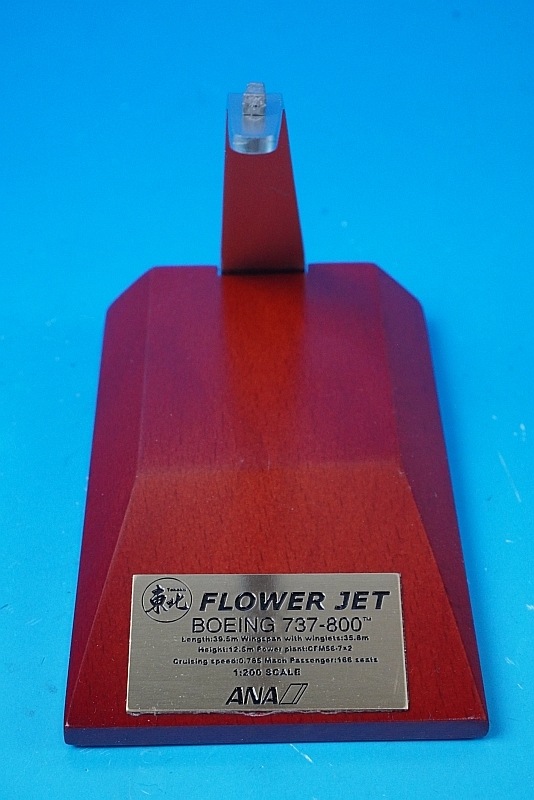 Tohoku
東北 FLOWER JET
BOEING 737-800™
Length:39.5m Wingspan with winglets:35.8m
Height:12.5m Power plant:CFM56-7×2
Cruising speed:0.785 Mach Passenger:166 seats
1:200 SCALE
ANA